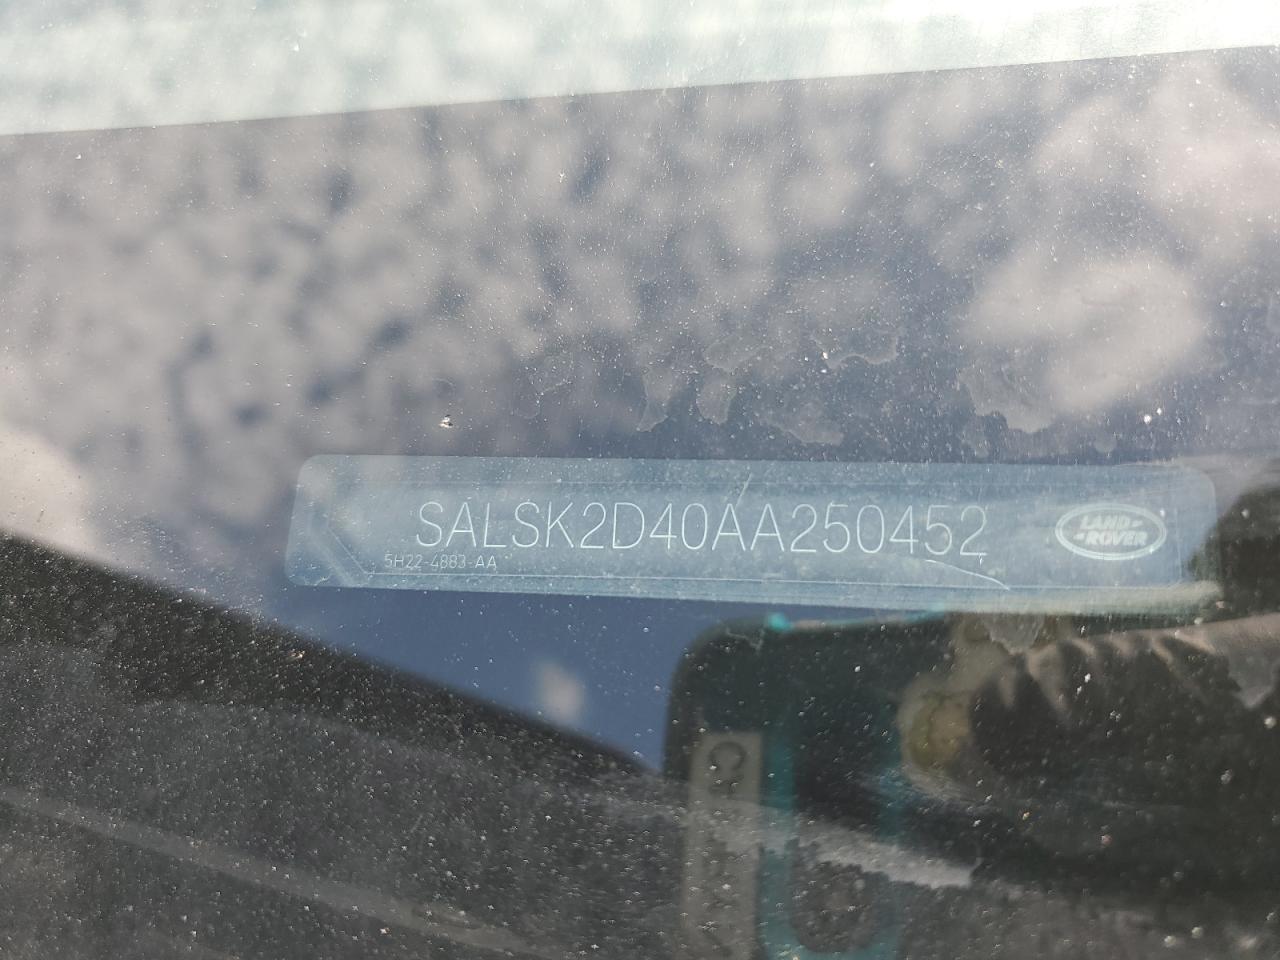 SALSK2D40AA250452
5H22-4883-AA
LAND-
-ROVER